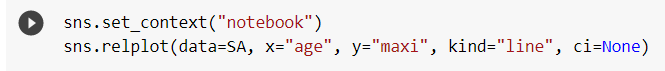 sns.set_context("notebook")
sns.relplot(data=SA, x="age", y="maxi", kind="line", ci=None)